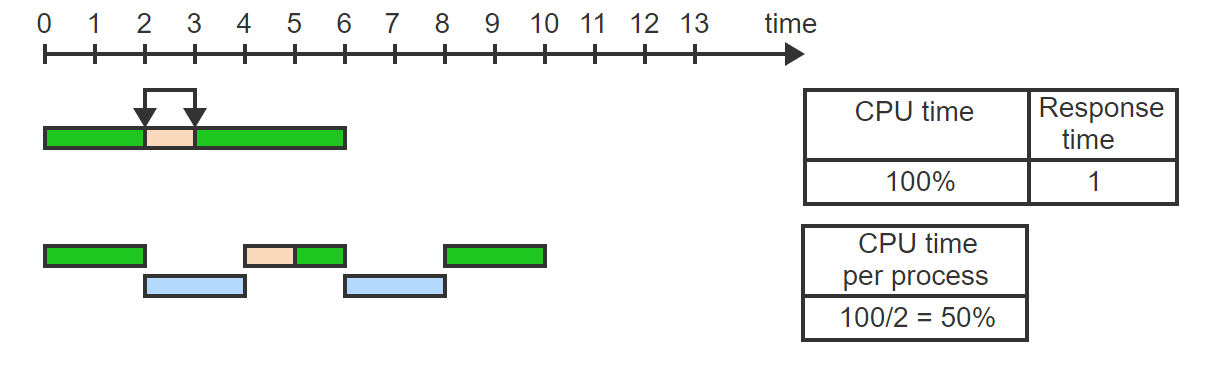 0 1 2 3 4 5 6 7 8 9 10 11 12 13 time
CPU time
Response
time
100%
1
CPU time
per process
100/2 = 50%